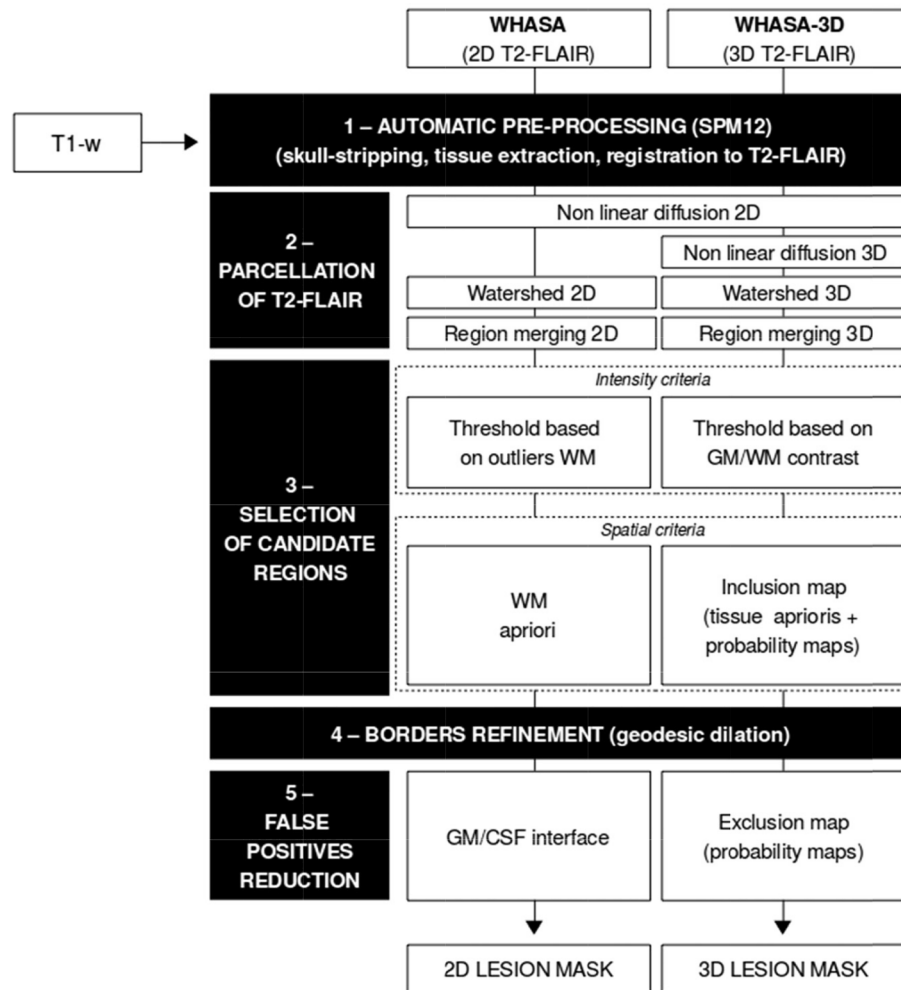 WHASA
(2D T2-FLAIR)
WHASA-3D
(3D T2-FLAIR)
T1-w
1 – AUTOMATIC PRE-PROCESSING (SPM12)
(skull-stripping, tissue extraction, registration to T2-FLAIR)
2 –
PARCELLATION
OF T2-FLAIR
Non linear diffusion 2D
Non linear diffusion 3D
Watershed 2D
Watershed 3D
Region merging 2D
Region merging 3D
3 –
SELECTION
OF CANDIDATE
REGIONS
Intensity criteria
Threshold based
on outliers WM
Threshold based on
GM/WM contrast
Spatial criteria
WM
apriori
Inclusion map
(tissue aprioris +
probability maps)
4 – BORDERS REFINEMENT (geodesic dilation)
5 –
FALSE
POSITIVES
REDUCTION
GM/CSF interface
Exclusion map
(probability maps)
2D LESION MASK
3D LESION MASK